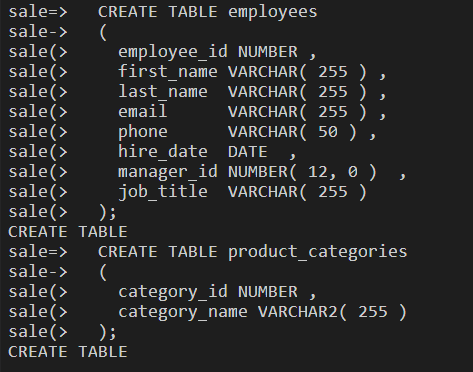 sale=>   CREATE TABLE employees
sale->   (
sale(>     employee_id NUMBER ,
sale(>     first_name VARCHAR( 255 ) ,
sale(>     last_name  VARCHAR( 255 ) ,
sale(>     email      VARCHAR( 255 ) ,
sale(>     phone      VARCHAR( 50 ) ,
sale(>     hire_date  DATE  ,
sale(>     manager_id NUMBER( 12, 0 )  ,
sale(>     job_title  VARCHAR( 255 )
sale(>   );
CREATE TABLE
sale=>   CREATE TABLE product_categories
sale->   (
sale(>     category_id NUMBER ,
sale(>     category_name VARCHAR2( 255 )
sale(>   );
CREATE TABLE